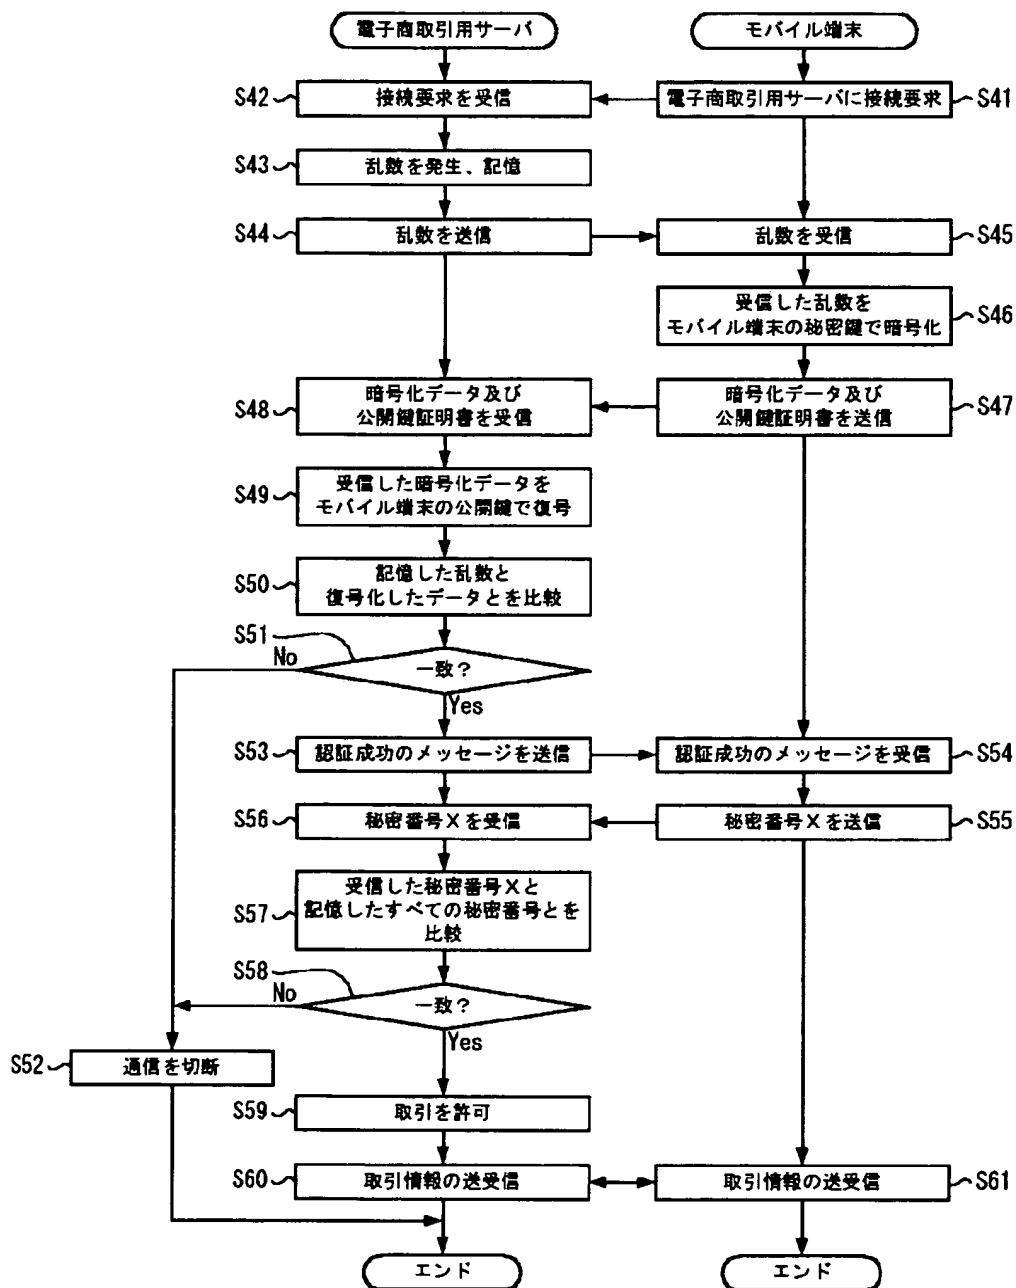 電子商取引用サーバ
モバイル端末
S42
接続要求を受信
電子商取引用サーバに接続要求
S41
S43
乱数を発生、記憶
S44
乱数を送信
乱数を受信
S45
受信した乱数を
モバイル端末の秘密鍵で暗号化
S46
S48
暗号化データ及び
公開鍵証明書を受信
暗号化データ及び
公開鍵証明書を送信
S47
S49
受信した暗号化データを
モバイル端末の公開鍵で復号
S50
記憶した乱数と
復号化したデータとを比較
S51
No
一致?
Yes
S53
認証成功のメッセージを送信
認証成功のメッセージを受信
S54
S56
秘密番号Xを受信
秘密番号Xを送信
S55
S57
受信した秘密番号Xと
記憶したすべての秘密番号とを
比較
S58
No
一致?
Yes
S52
通信を切断
S59
取引を許可
S60
取引情報の送受信
取引情報の送受信
S61
エンド
エンド